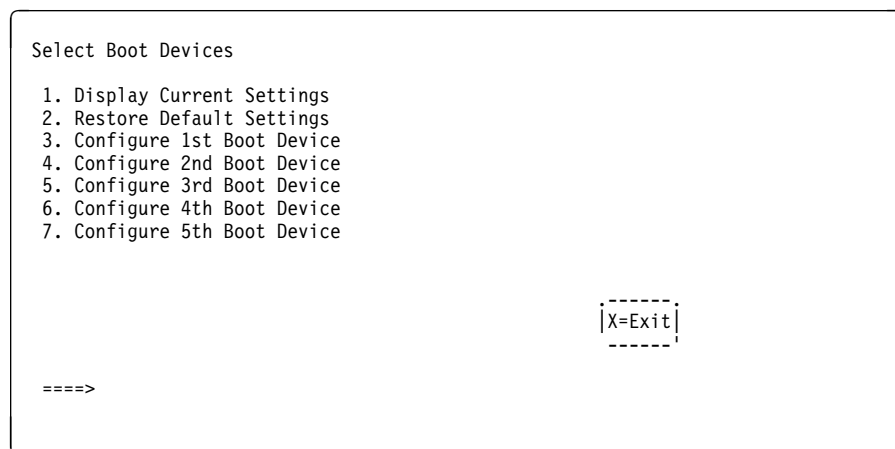 Select Boot Devices
1. Display Current Settings
2. Restore Default Settings
3. Configure 1st Boot Device
4. Configure 2nd Boot Device
5. Configure 3rd Boot Device
6. Configure 4th Boot Device
7. Configure 5th Boot Device
.------.
|X=Exit|
------'
====>